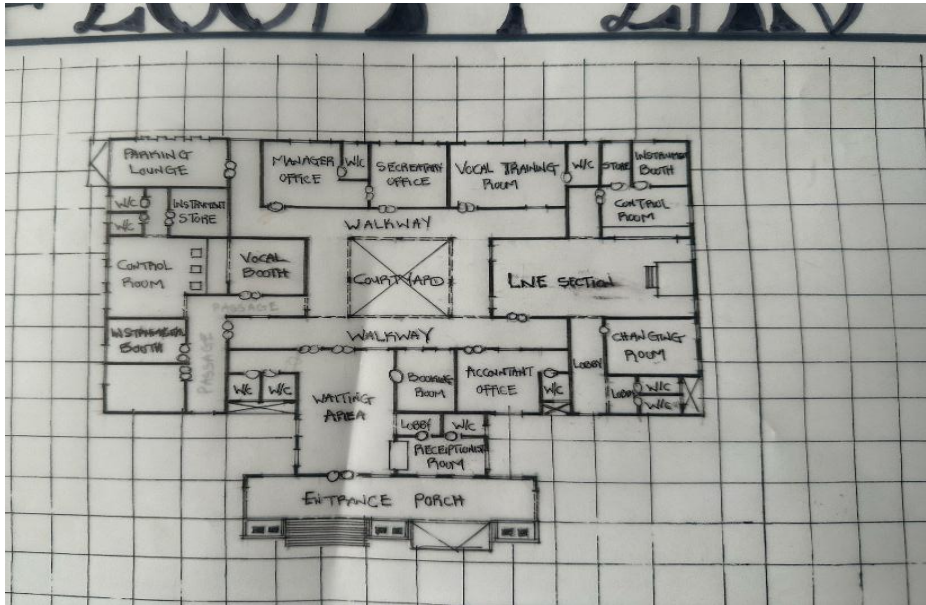 PARKING
LOUNGE
MANAGER
OFFICE
W/C
SECRETARY
OFFICE
VOCAL TRAINING
ROOM
W/C
STORE
INSTRUMENT
BOOTH
W/C
W/C
INSTRUMENT
STORE
CONTROL
ROOM
WALKWAY
CONTROL
ROOM
VOCAL
BOOTH
COURTYARD
LIVE SECTION
PASSAGE
INSTRUMENTAL
BOOTH
PASSAGE
WALKWAY
LOBBY
CHANGING
ROOM
W/C
W/C
WAITING
AREA
BOOKING
ROOM
ACCOUNTANT
OFFICE
W/C
LOBBY
W/C
W/C
LOBBY
W/C
RECEIPTIONIST
ROOM
ENTRANCE PORCH